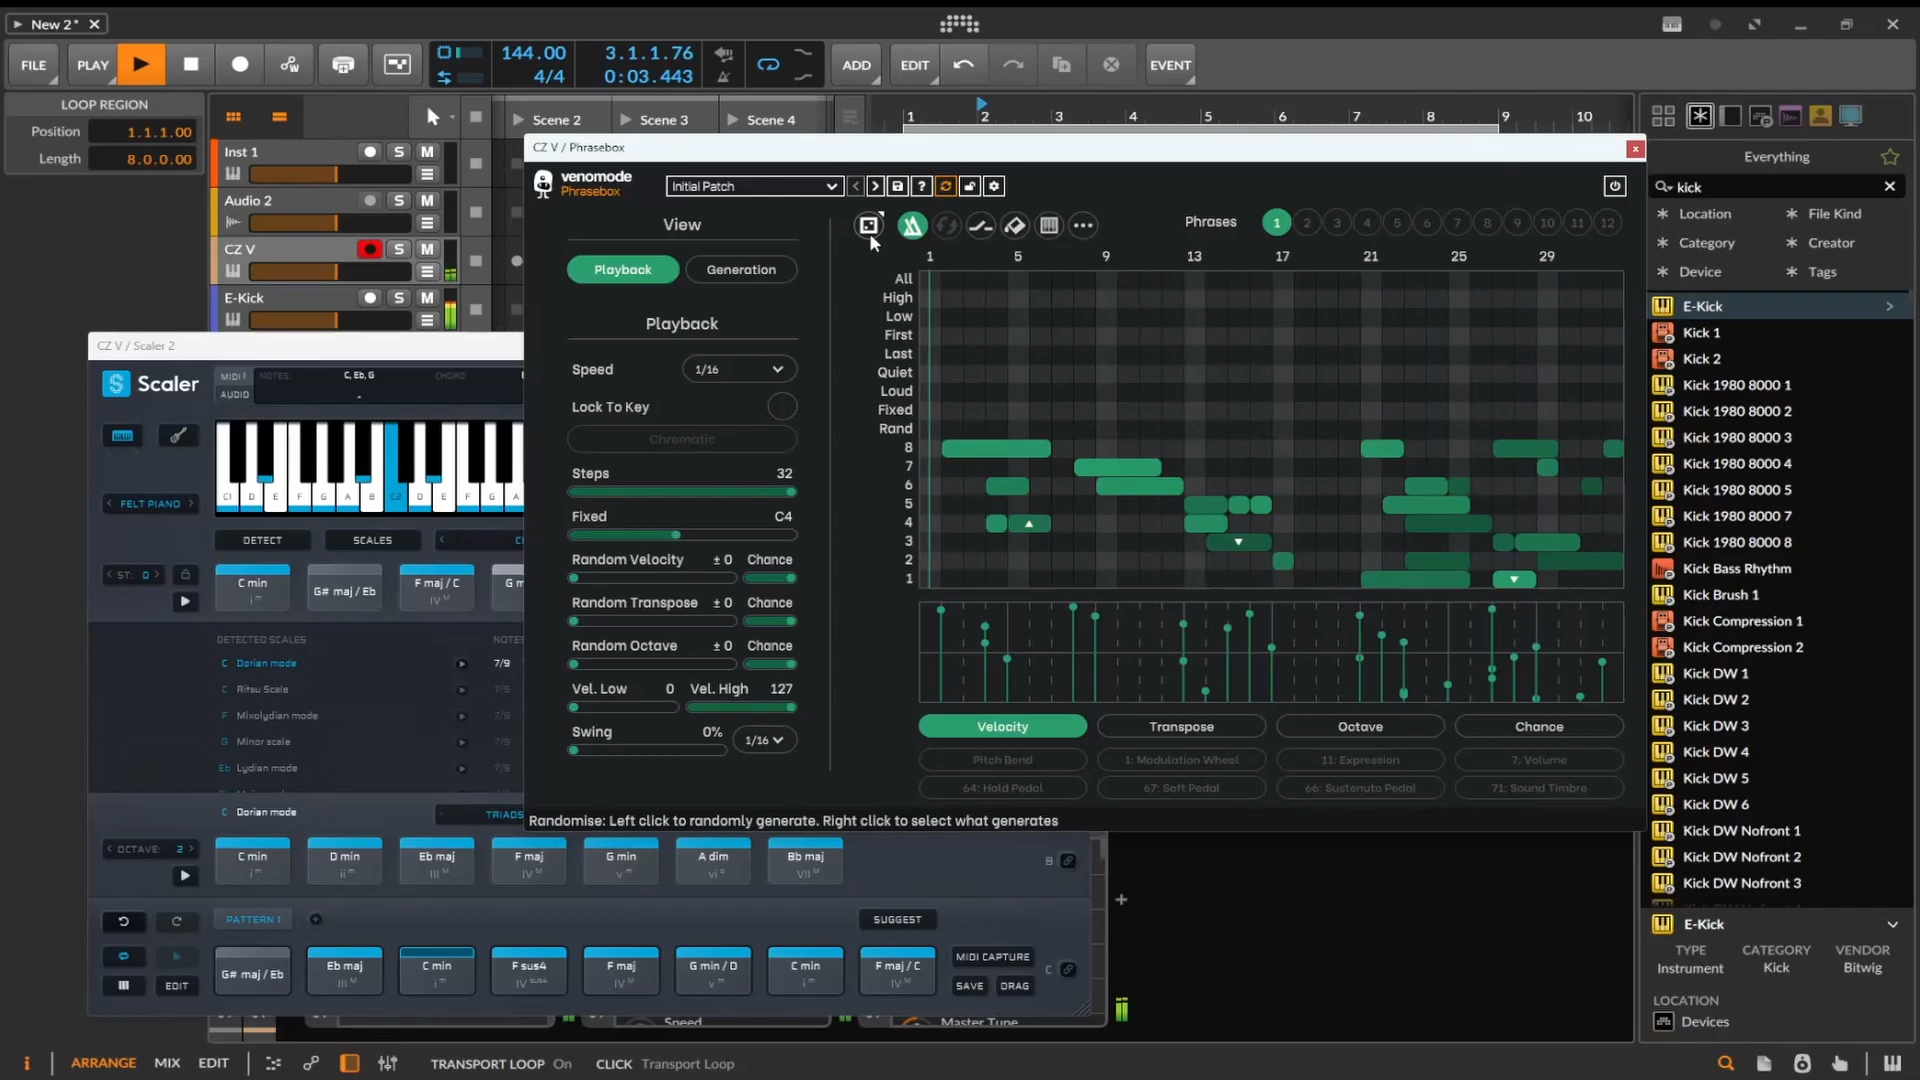 New 2*
FILE
PLAY
144.00
4/4
3.1.1.76
0:03.443
ADD
EDIT
EVENT
LOOP REGION
Position 1.1.1.00
Length 8.0.0.00
Scene 2
Scene 3
Scene 4
1 2 3 4 5 6 7 8 9 10
Inst 1
S M
Audio 2
S M
CZ V
S M
E-Kick
S M
CZ V / Phrasebox
venomode
Phrasebox
Initial Patch
?
View
Playback
Generation
Playback
Speed 1/16
Lock To Key
Chromatic
Steps 32
Fixed C4
Random Velocity ± 0 Chance
Random Transpose ± 0 Chance
Random Octave ± 0 Chance
Vel. Low 0 Vel. High 127
Swing 0% 1/16
Phrases 1 2 3 4 5 6 7 8 9 10 11 12
1 5 9 13 17 21 25 29
All
High
Low
First
Last
Quiet
Loud
Fixed
Rand
8
7
6
5
4
3
2
1
Velocity Transpose Octave Chance
Pitch Bend 1: Modulation Wheel 11: Expression 7: Volume
64: Hold Pedal 67: Soft Pedal 66: Sustenuto Pedal 71: Sound Timbre
Randomise: Left click to randomly generate. Right click to select what generates
CZ V / Scaler 2
S Scaler
MIDI
AUDIO
NOTES: C, Eb, G CHORD:
-
FELT PIANO
C1 D E F G A B C2 D E F G A
DETECT
SCALES
ST: 0
C min
G# maj / Eb
F maj / C
IV M
G m
DETECTED SCALES
C Dorian mode 7/9
C Ritsu Scale 7/9
F Mixolydian mode 7/9
G Minor scale 7/9
Eb Lydian mode 7/9
C Dorian mode
TRIADS
OCTAVE: 2
C min D min Eb maj F maj G min A dim Bb maj
B
PATTERN 1
SUGGEST
G# maj / Eb Eb maj C min F sus4 F maj G min / D C min F maj / C
MIDI CAPTURE
SAVE DRAG
C
EDIT
Speed
Master Tune
Everything
kick
Location File Kind
Category Creator
Device Tags
E-Kick
Kick 1
Kick 2
Kick 1980 8000 1
Kick 1980 8000 2
Kick 1980 8000 3
Kick 1980 8000 4
Kick 1980 8000 5
Kick 1980 8000 7
Kick 1980 8000 8
Kick Bass Rhythm
Kick Brush 1
Kick Compression 1
Kick Compression 2
Kick DW 1
Kick DW 2
Kick DW 3
Kick DW 4
Kick DW 5
Kick DW 6
Kick DW Nofront 1
Kick DW Nofront 2
Kick DW Nofront 3
E-Kick
TYPE CATEGORY VENDOR
Instrument Kick Bitwig
LOCATION
Devices
i ARRANGE MIX EDIT
TRANSPORT LOOP On CLICK Transport Loop